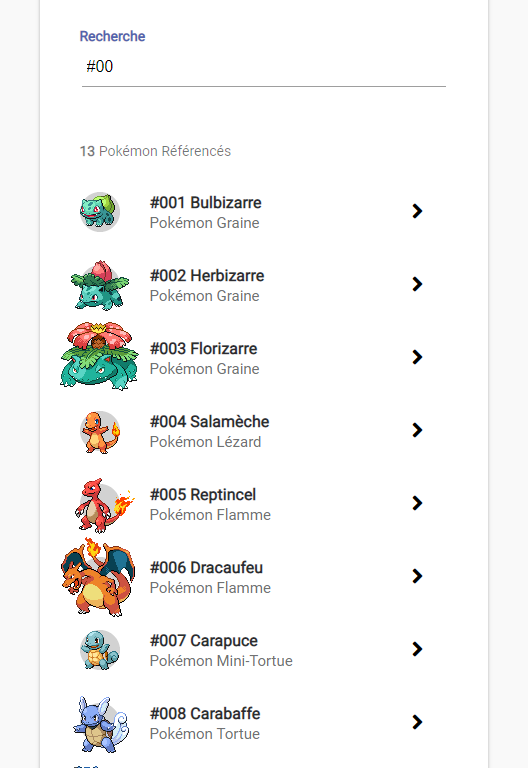 Recherche
#00
13 Pokémon Référencés
#001 Bulbizarre
Pokémon Graine
#002 Herbizarre
Pokémon Graine
#003 Florizarre
Pokémon Graine
#004 Salamèche
Pokémon Lézard
#005 Reptincel
Pokémon Flamme
#006 Dracaufeu
Pokémon Flamme
#007 Carapuce
Pokémon Mini-Tortue
#008 Carabaffe
Pokémon Tortue